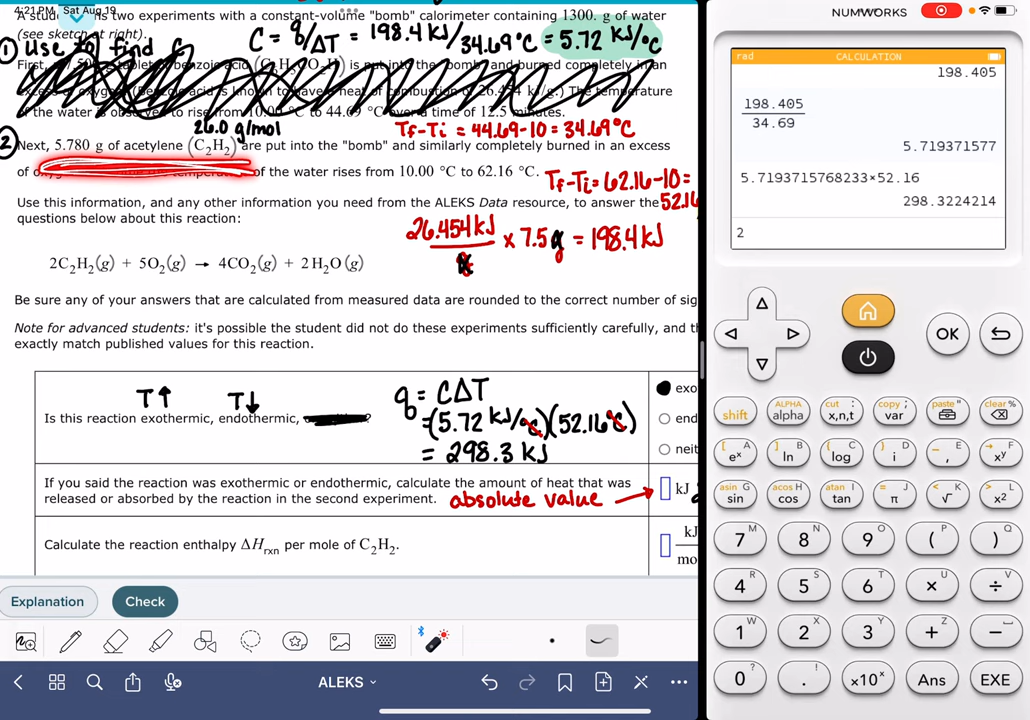 4:21 PM Sat Aug 19
A stud ns two experiments with a constant-volume "bomb" calorimeter containing 1300. g of water
(see sketch at right).
C = q/ΔT = 198.4 kJ/34.69°C = 5.72 kJ/°C
① Use to find C
First, a tablet benzoic acid is put into the "bomb" and burned completely in an
excess of oxygen. (Benzoic acid is known to have a heat of combustion of 26.454 kJ/g.) The temperature
of the water is observed to rise from 10.00 °C to 44.69 °C over a time of 12.5 minutes.
26.0 g/mol
Tf-Ti = 44.69-10 = 34.69°C
② Next, 5.780 g of acetylene (C₂H₂) are put into the "bomb" and similarly completely burned in an excess
of of the water rises from 10.00 °C to 62.16 °C.
Tf-Ti = 62.16-10 =
52.16
Use this information, and any other information you need from the ALEKS Data resource, to answer the
questions below about this reaction:
26.454 kJ/g × 7.5g = 198.4 kJ
2C₂H₂(g) + 5O₂(g) → 4CO₂(g) + 2H₂O(g)
Be sure any of your answers that are calculated from measured data are rounded to the correct number of sig
Note for advanced students: it's possible the student did not do these experiments sufficiently carefully, and th
exactly match published values for this reaction.
T↑ T↓
Is this reaction exothermic, endothermic, ?
q = CΔT
=(5.72 kJ/°C)(52.16°C)
= 298.3 kJ
exo
end
neit
If you said the reaction was exothermic or endothermic, calculate the amount of heat that was
released or absorbed by the reaction in the second experiment.
absolute value → kJ
Calculate the reaction enthalpy ΔHrxn per mole of C₂H₂.
kJ
mo
Explanation
Check
ALEKS
NUMWORKS
rad CALCULATION
198.405
198.405
34.69
5.719371577
5.7193715768233×52.16
298.3224214
2
OK
shift
ALPHA alpha
cut : x,n,t
copy ; var
paste "
clear %
[ A eˣ
] B ln
{ C log
} D i
_ E ,
→ F xʸ
asin G sin
acos H cos
atan I tan
= J π
< K √
> L x²
7 M
8 N
9 O
( P
) Q
4 R
5 S
6 T
× U
÷ V
1 W
2 X
3 Y
+ Z
−
0 ?
. !
×10ˣ
Ans
EXE